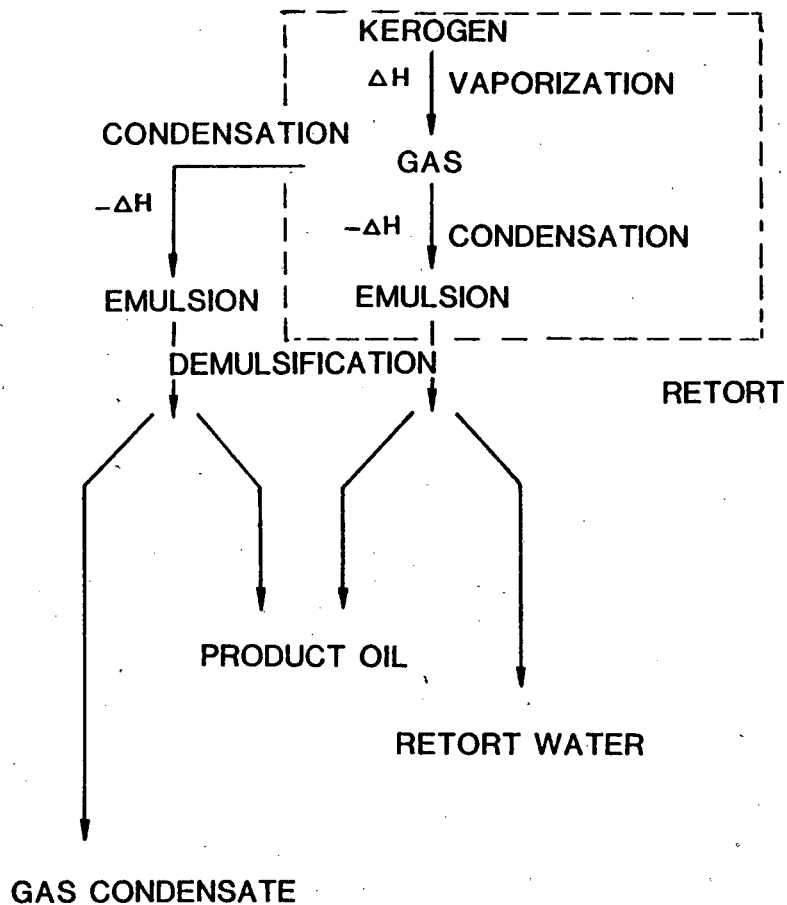 KEROGEN
ΔH VAPORIZATION
CONDENSATION
GAS
-ΔH
-ΔH CONDENSATION
EMULSION
EMULSION
DEMULSIFICATION
RETORT
PRODUCT OIL
RETORT WATER
GAS CONDENSATE